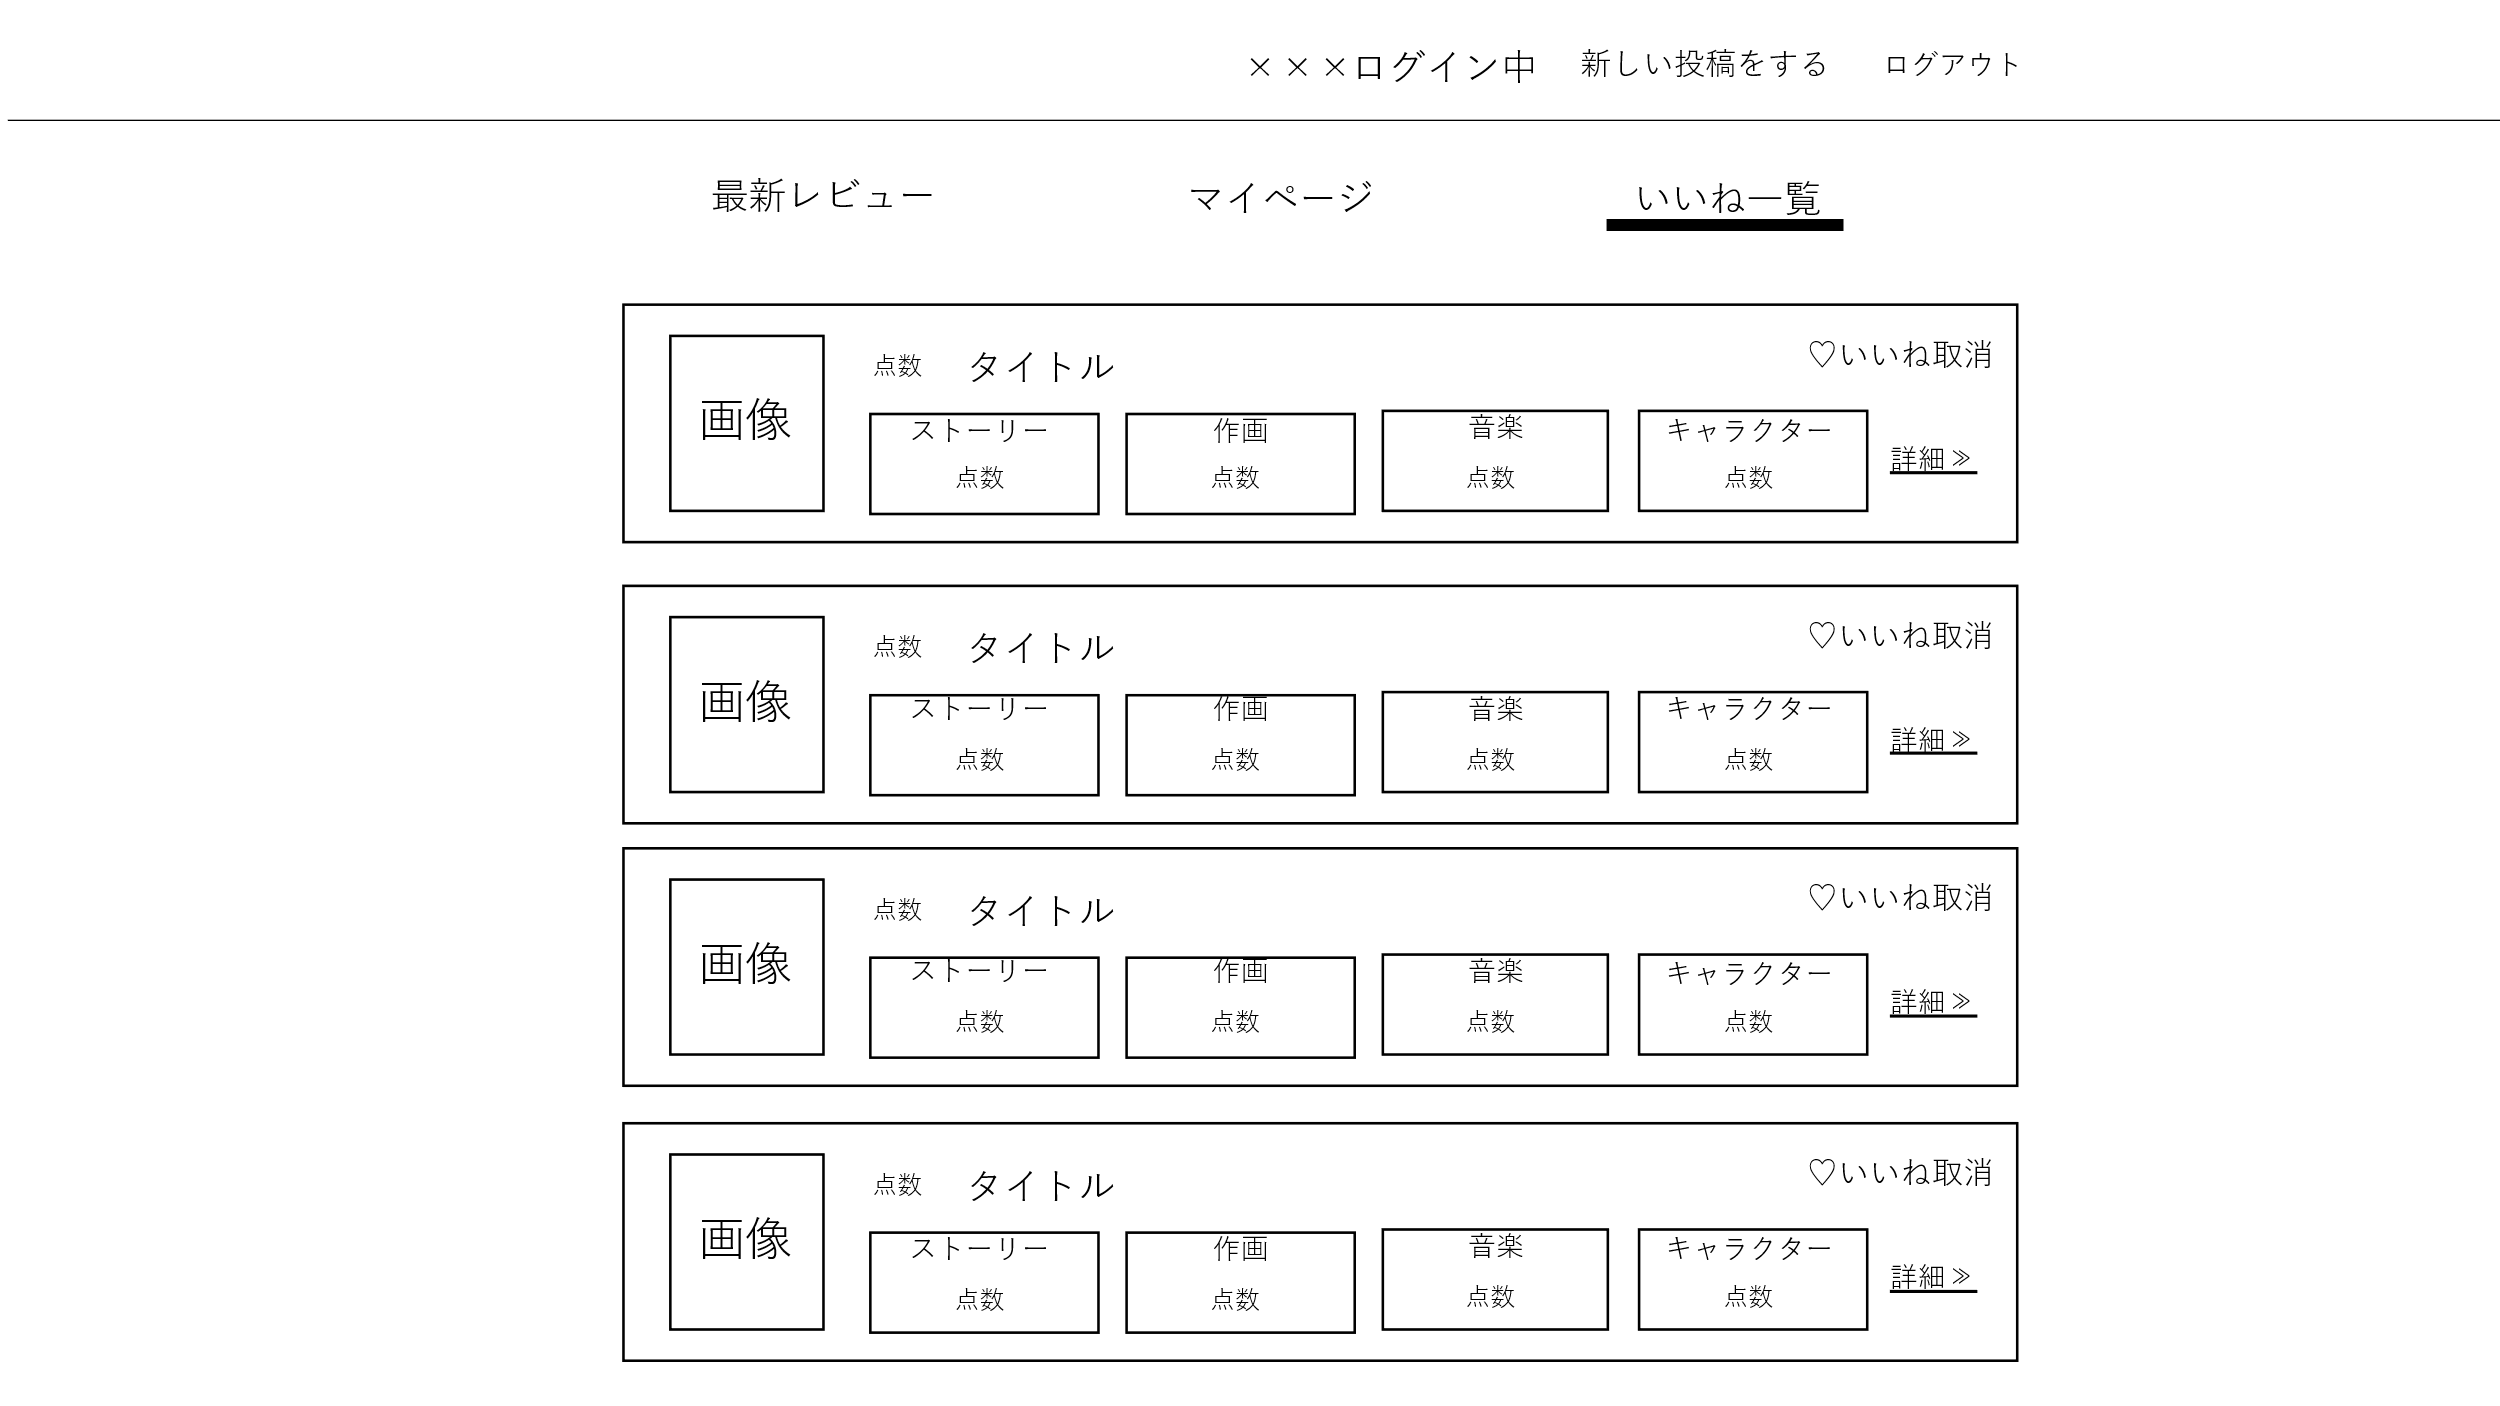 ×××ログイン中 新しい投稿をする ログアウト
最新レビュー マイページ いいね一覧
画像
点数 タイトル ♡いいね取消
ストーリー 作画 音楽 キャラクター
点数 点数 点数 点数
詳細≫
画像
点数 タイトル ♡いいね取消
ストーリー 作画 音楽 キャラクター
点数 点数 点数 点数
詳細≫
画像
点数 タイトル ♡いいね取消
ストーリー 作画 音楽 キャラクター
点数 点数 点数 点数
詳細≫
画像
点数 タイトル ♡いいね取消
ストーリー 作画 音楽 キャラクター
点数 点数 点数 点数
詳細≫